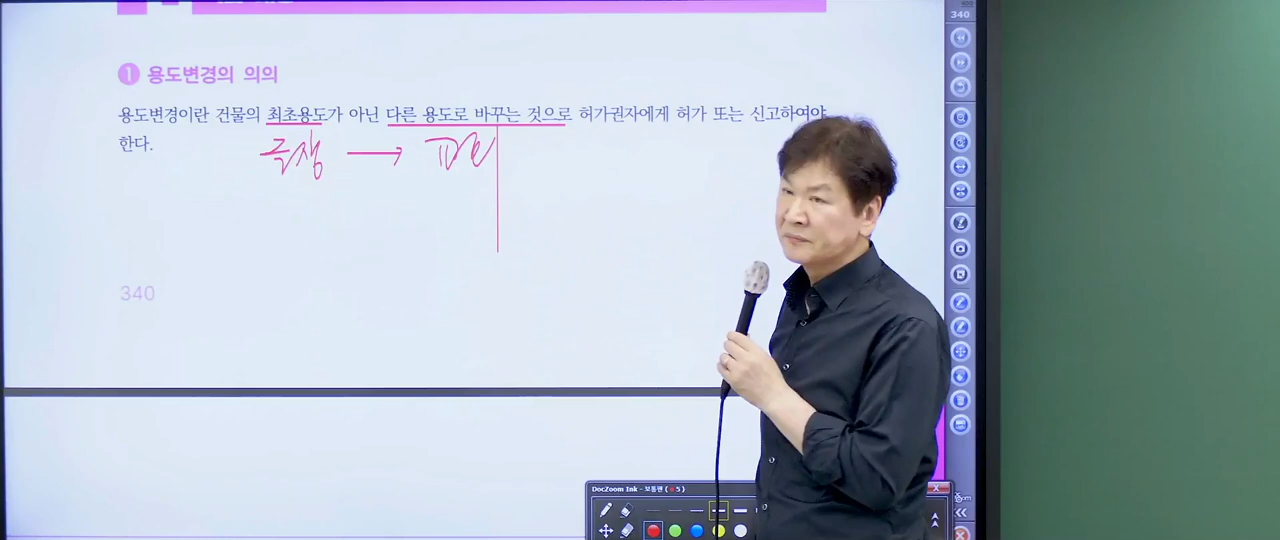 340
❶ 용도변경의 의의
용도변경이란 건물의 최초용도가 아닌 다른 용도로 바꾸는 것으로 허가권자에게 허가 또는 신고하여야
한다.
340
DocZoom Ink - 보통펜 (5)